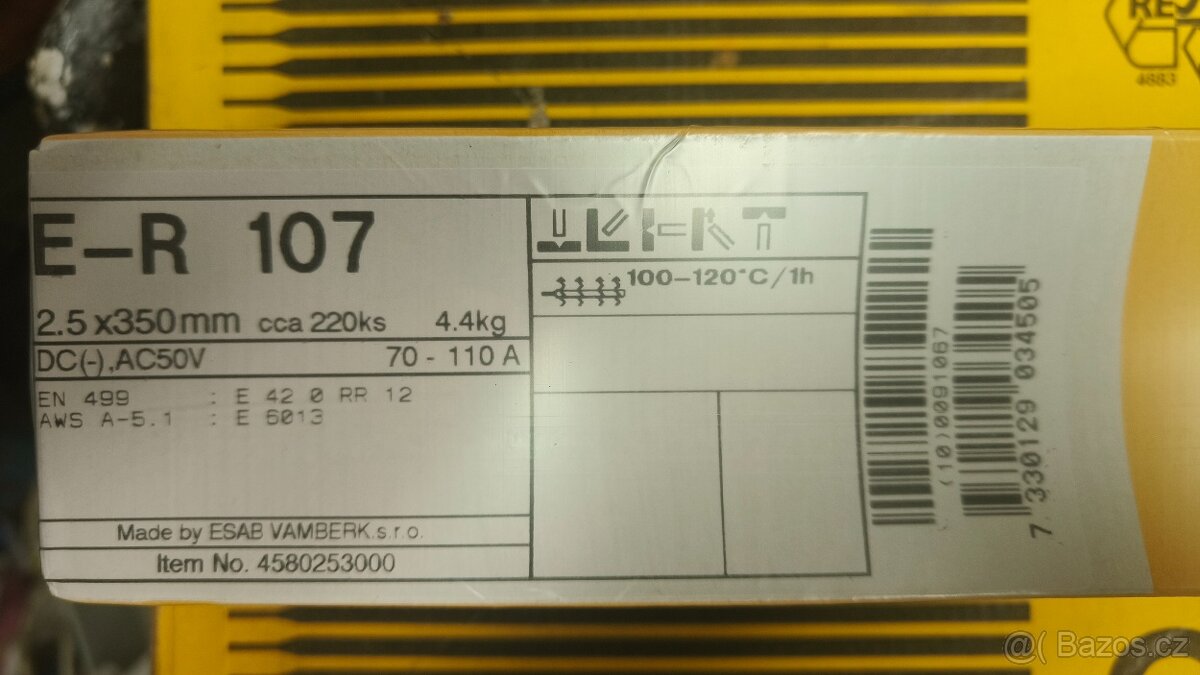 RE
4883
E-R 107
2.5x350mm cca 220ks 4.4kg
DC(-),AC50V 70 - 110 A
EN 499 : E 42 0 RR 12
AWS A-5.1 : E 6013
Made by ESAB VAMBERK.s.r.o.
Item No. 4580253000
100-120°C/1h
(10)0091067
7 330129 034505
@( Bazos.cz